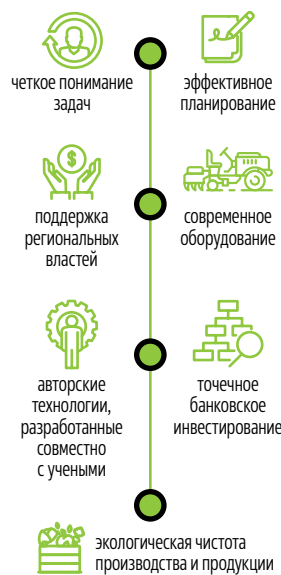 четкое понимание
задач
эффективное
планирование
$
поддержка
региональных
властей
современное
оборудование
авторские
технологии,
разработанные
совместно
с учеными
точечное
банковское
инвестирование
экологическая чистота
производства и продукции